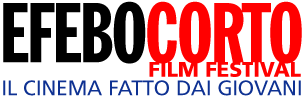 EFEBOCORTO
FILM FESTIVAL
IL CINEMA FATTO DAI GIOVANI